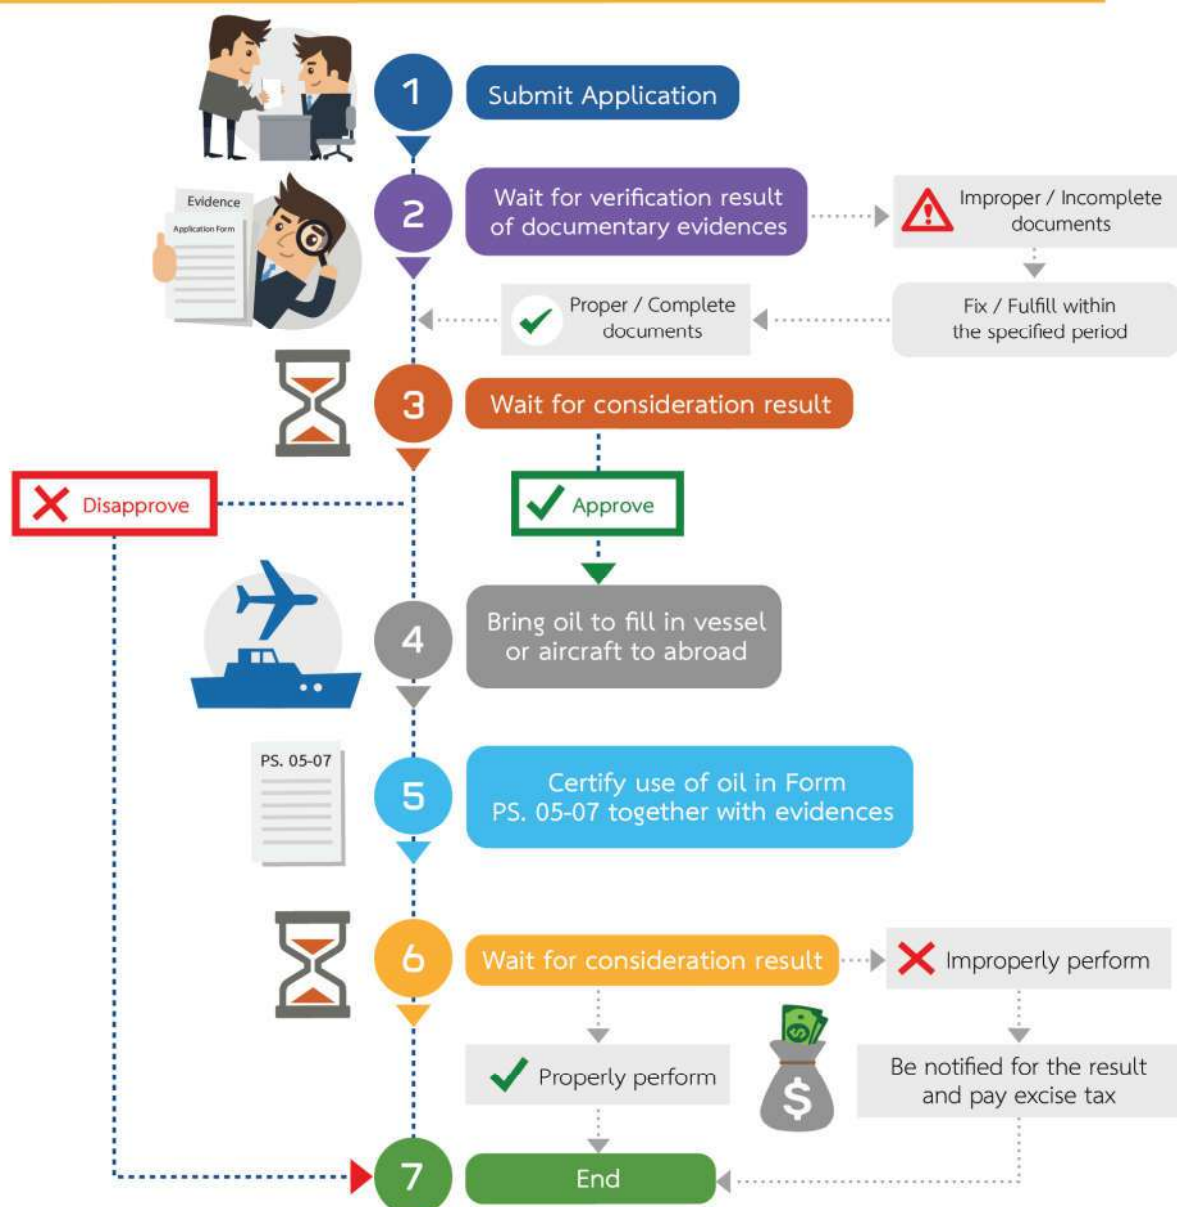 1
Submit Application
Evidence
Application Form
2
Wait for verification result
of documentary evidences
Improper / Incomplete
documents
Fix / Fulfill within
the specified period
Proper / Complete
documents
3
Wait for consideration result
Disapprove
Approve
4
Bring oil to fill in vessel
or aircraft to abroad
PS. 05-07
5
Certify use of oil in Form
PS. 05-07 together with evidences
6
Wait for consideration result
Improperly perform
Properly perform
$
$
Be notified for the result
and pay excise tax
7
End